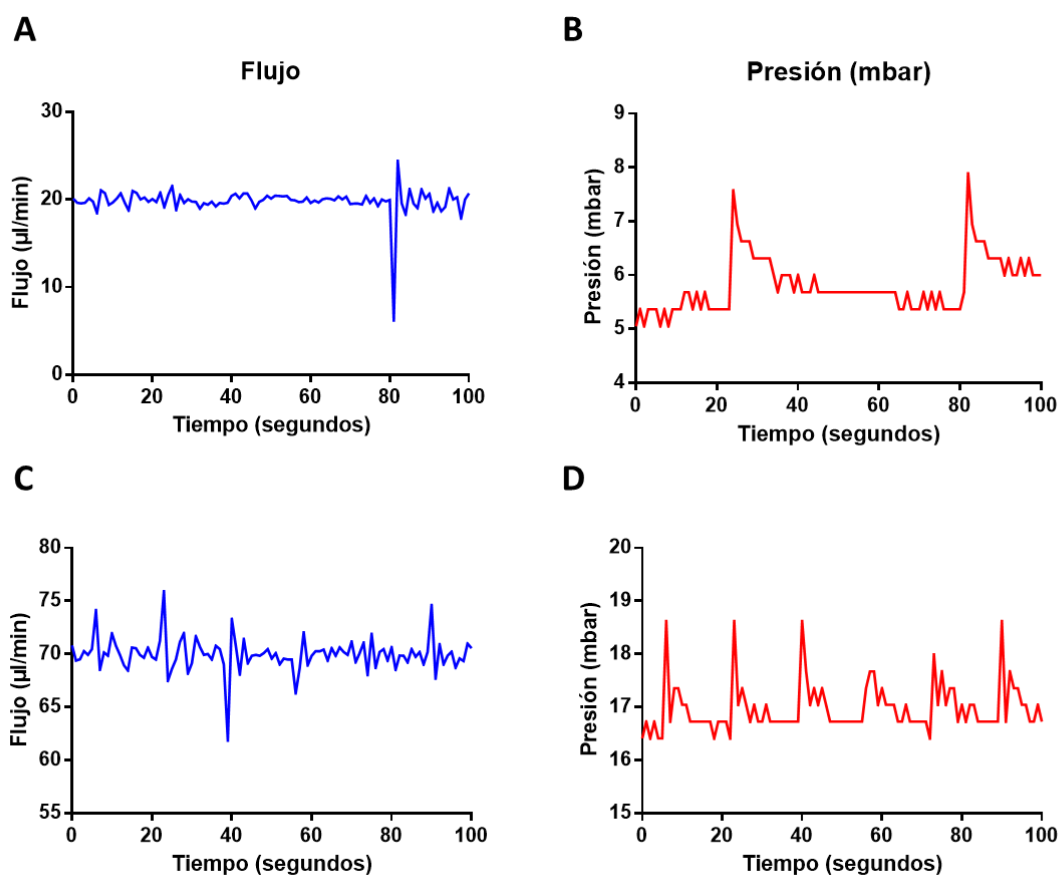 A
B
Flujo
Presión (mbar)
30
20
10
0
Flujo (µl/min)
0 20 40 60 80 100
Tiempo (segundos)
9
8
7
6
5
4
Presión (mbar)
0 20 40 60 80 100
Tiempo (segundos)
C
D
80
75
70
65
60
55
Flujo (µl/min)
0 20 40 60 80 100
Tiempo (segundos)
20
19
18
17
16
15
Presión (mbar)
0 20 40 60 80 100
Tiempo (segundos)